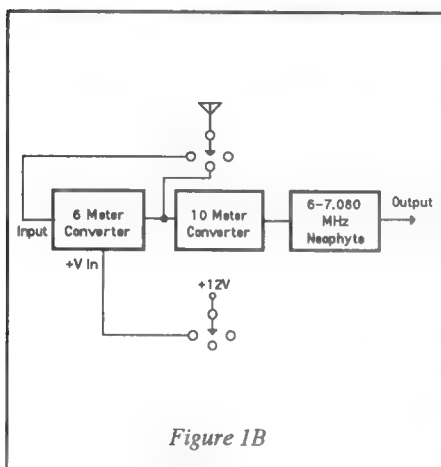 6 Meter
Converter
10 Meter
Converter
6-7.080
MHz
Neophyte
Output
Input
+V In
+12V
Figure 1B